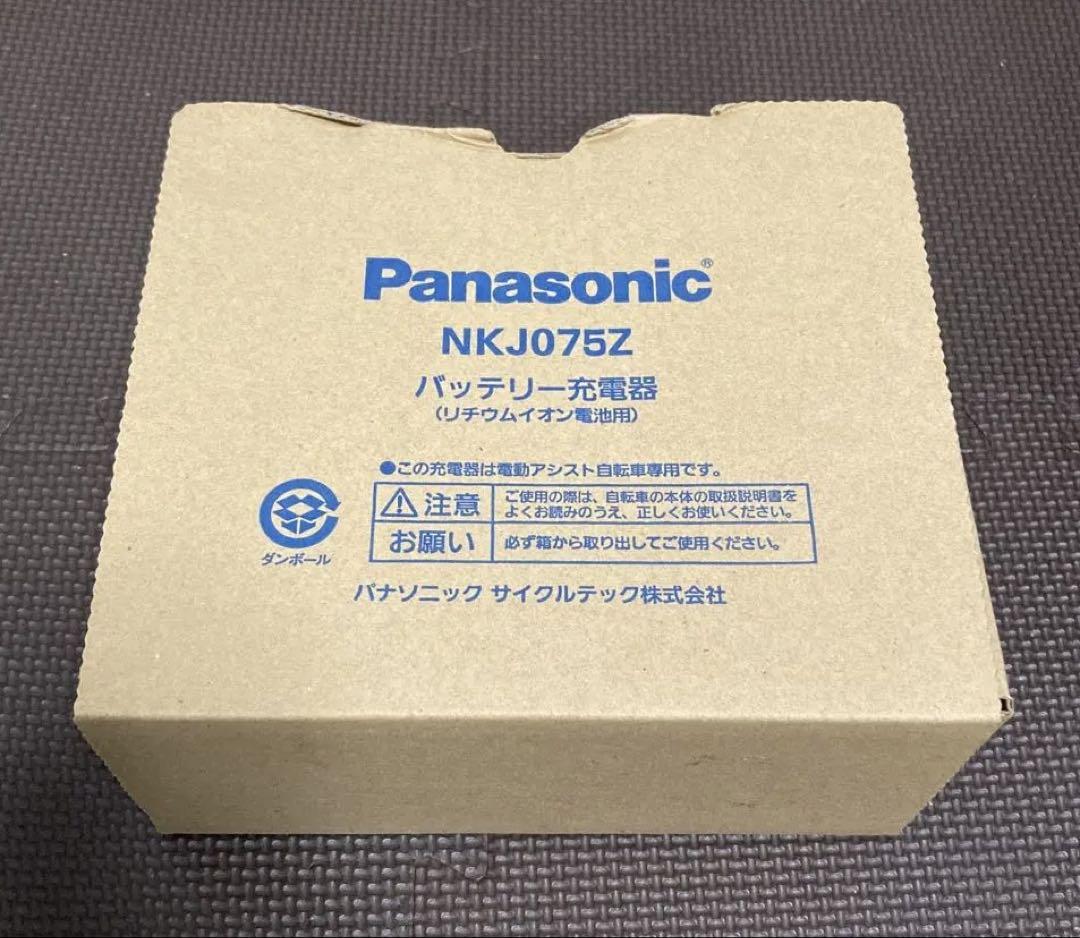 Panasonic®
NKJ075Z
バッテリー充電器
（リチウムイオン電池用）
●この充電器は電動アシスト自転車専用です。
注意
ご使用の際は、自転車の本体の取扱説明書を
よくお読みのうえ、正しくお使いください。
お願い
必ず箱から取り出してご使用ください。
ダンボール
パナソニック サイクルテック株式会社